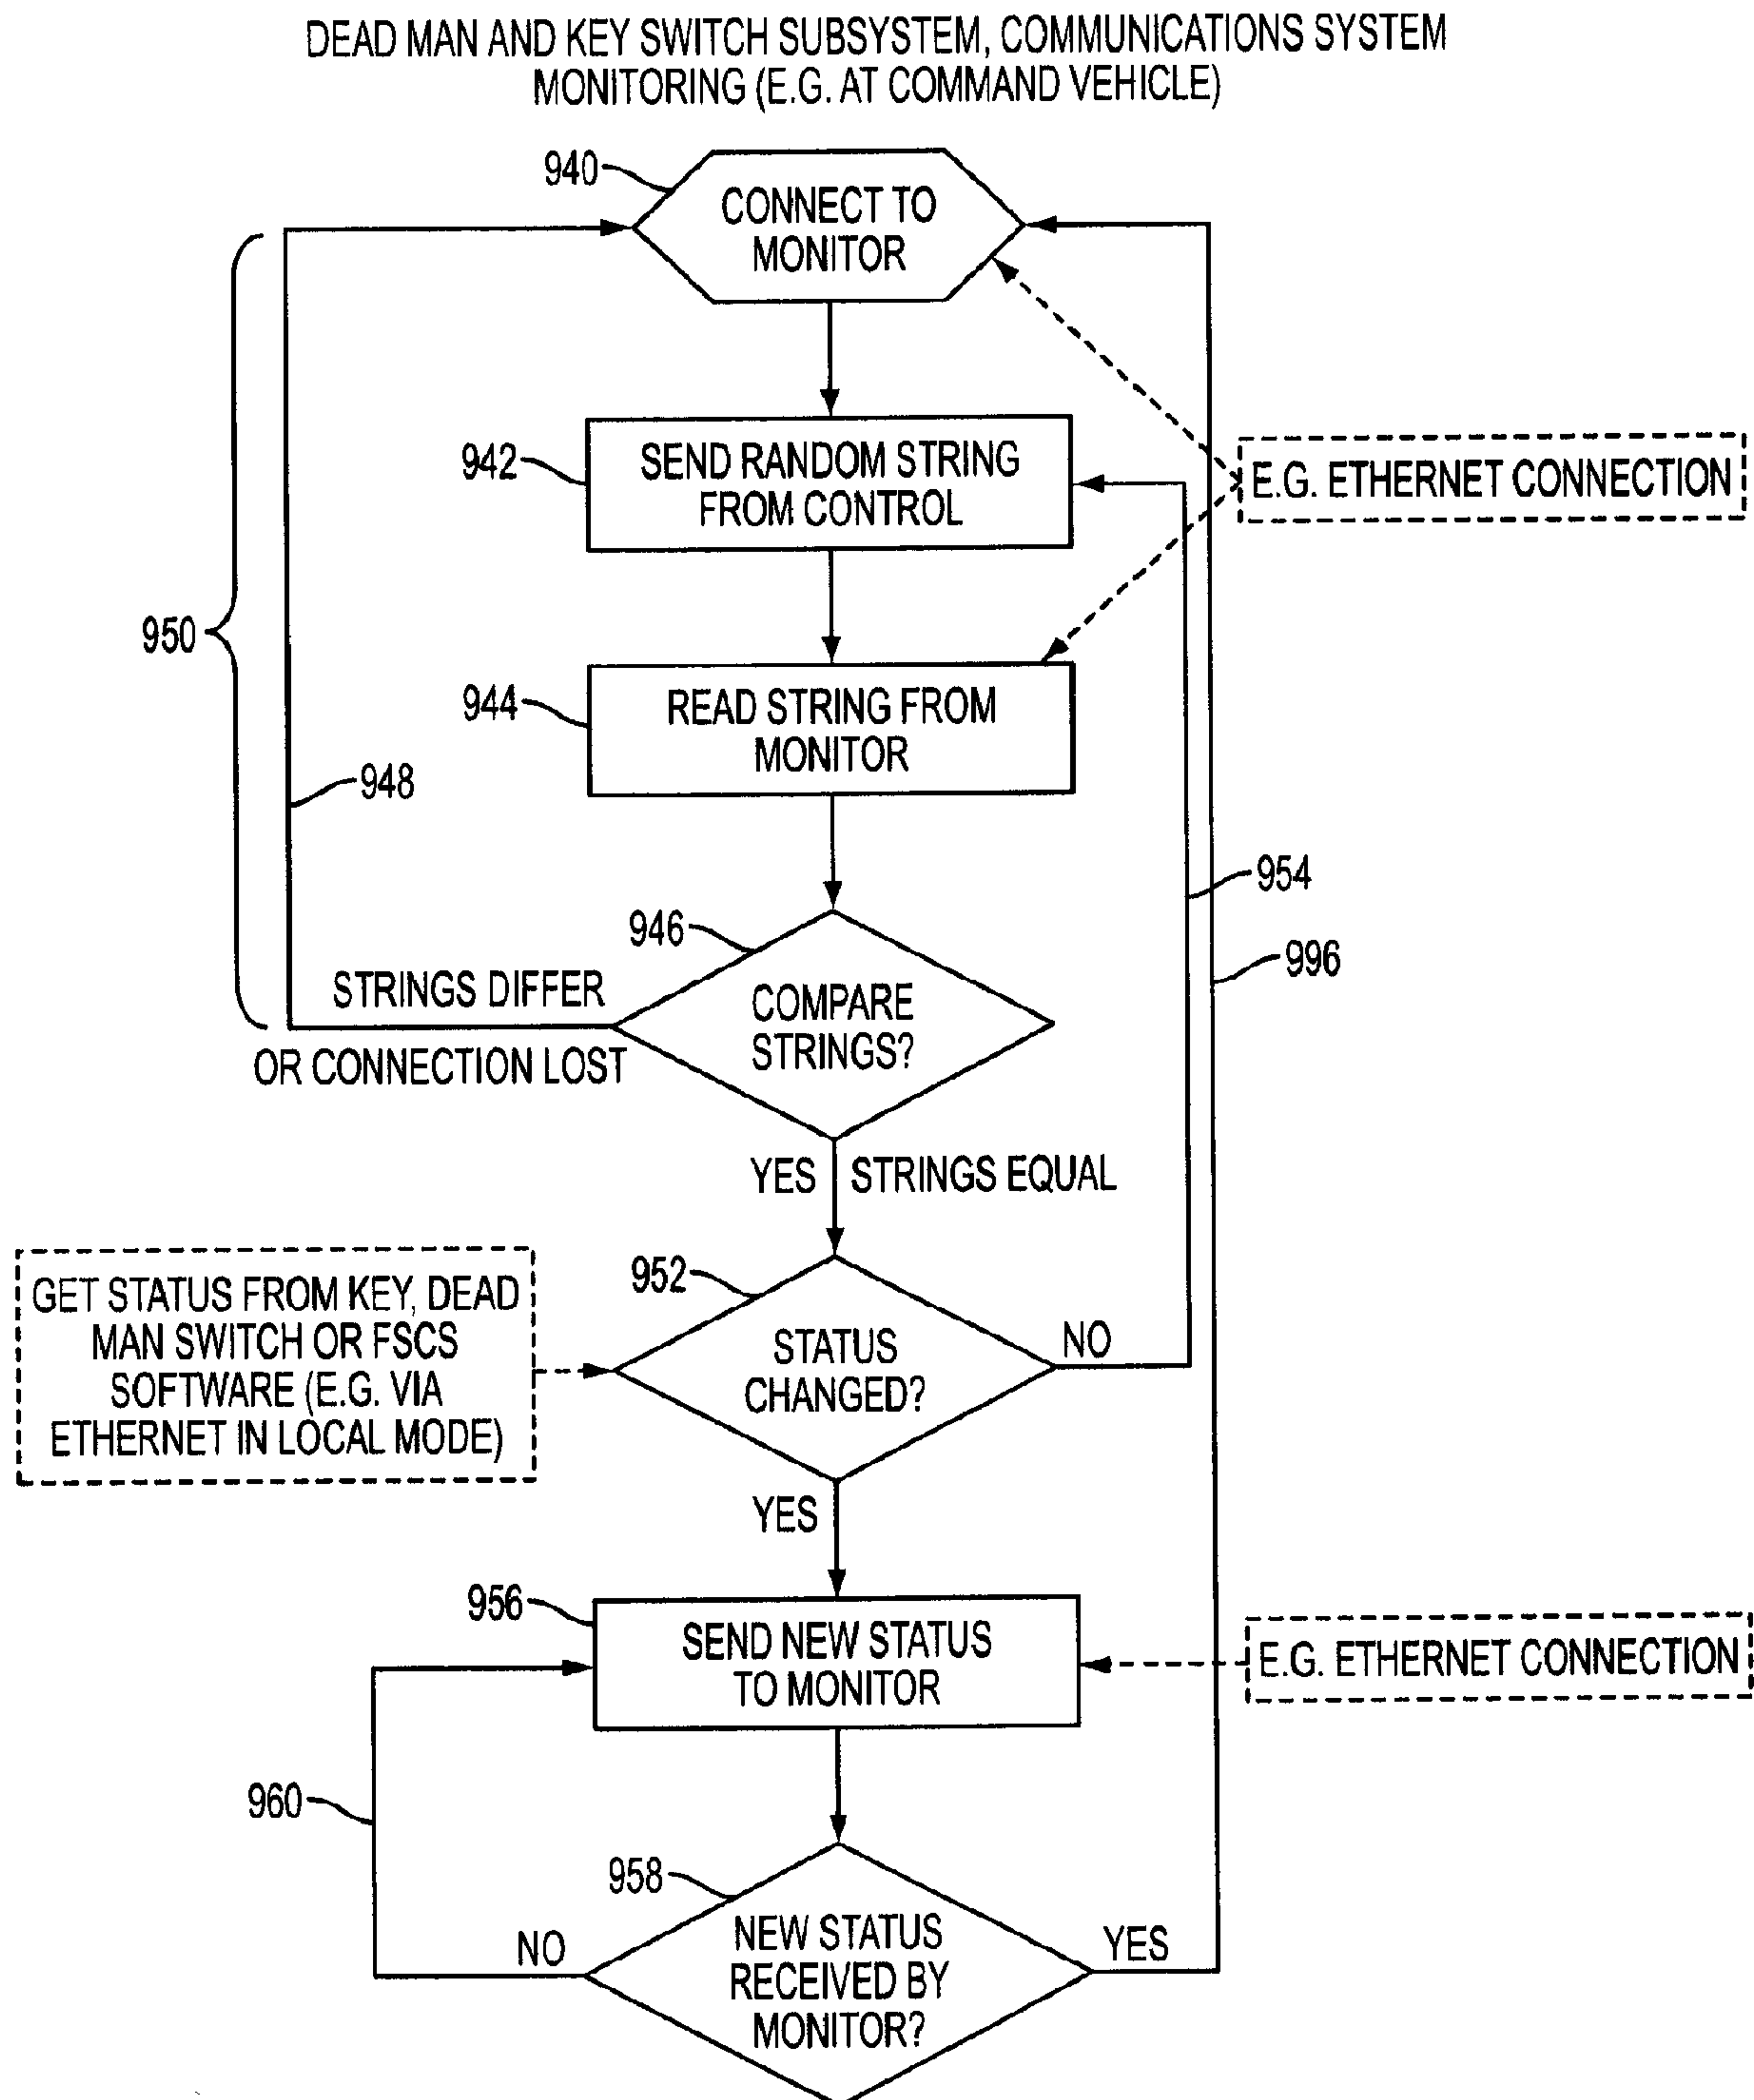 DEAD MAN AND KEY SWITCH SUBSYSTEM, COMMUNICATIONS SYSTEM
MONITORING (E.G. AT COMMAND VEHICLE)
940
CONNECT TO
MONITOR
942
SEND RANDOM STRING
FROM CONTROL
E.G. ETHERNET CONNECTION
950
944
READ STRING FROM
MONITOR
948
954
946
996
STRINGS DIFFER
OR CONNECTION LOST
COMPARE
STRINGS?
YES STRINGS EQUAL
GET STATUS FROM KEY, DEAD
MAN SWITCH OR FSCS
SOFTWARE (E.G. VIA
ETHERNET IN LOCAL MODE)
952
STATUS
CHANGED?
NO
YES
956
SEND NEW STATUS
TO MONITOR
E.G. ETHERNET CONNECTION
960
958
NEW STATUS
RECEIVED BY
MONITOR?
NO
YES